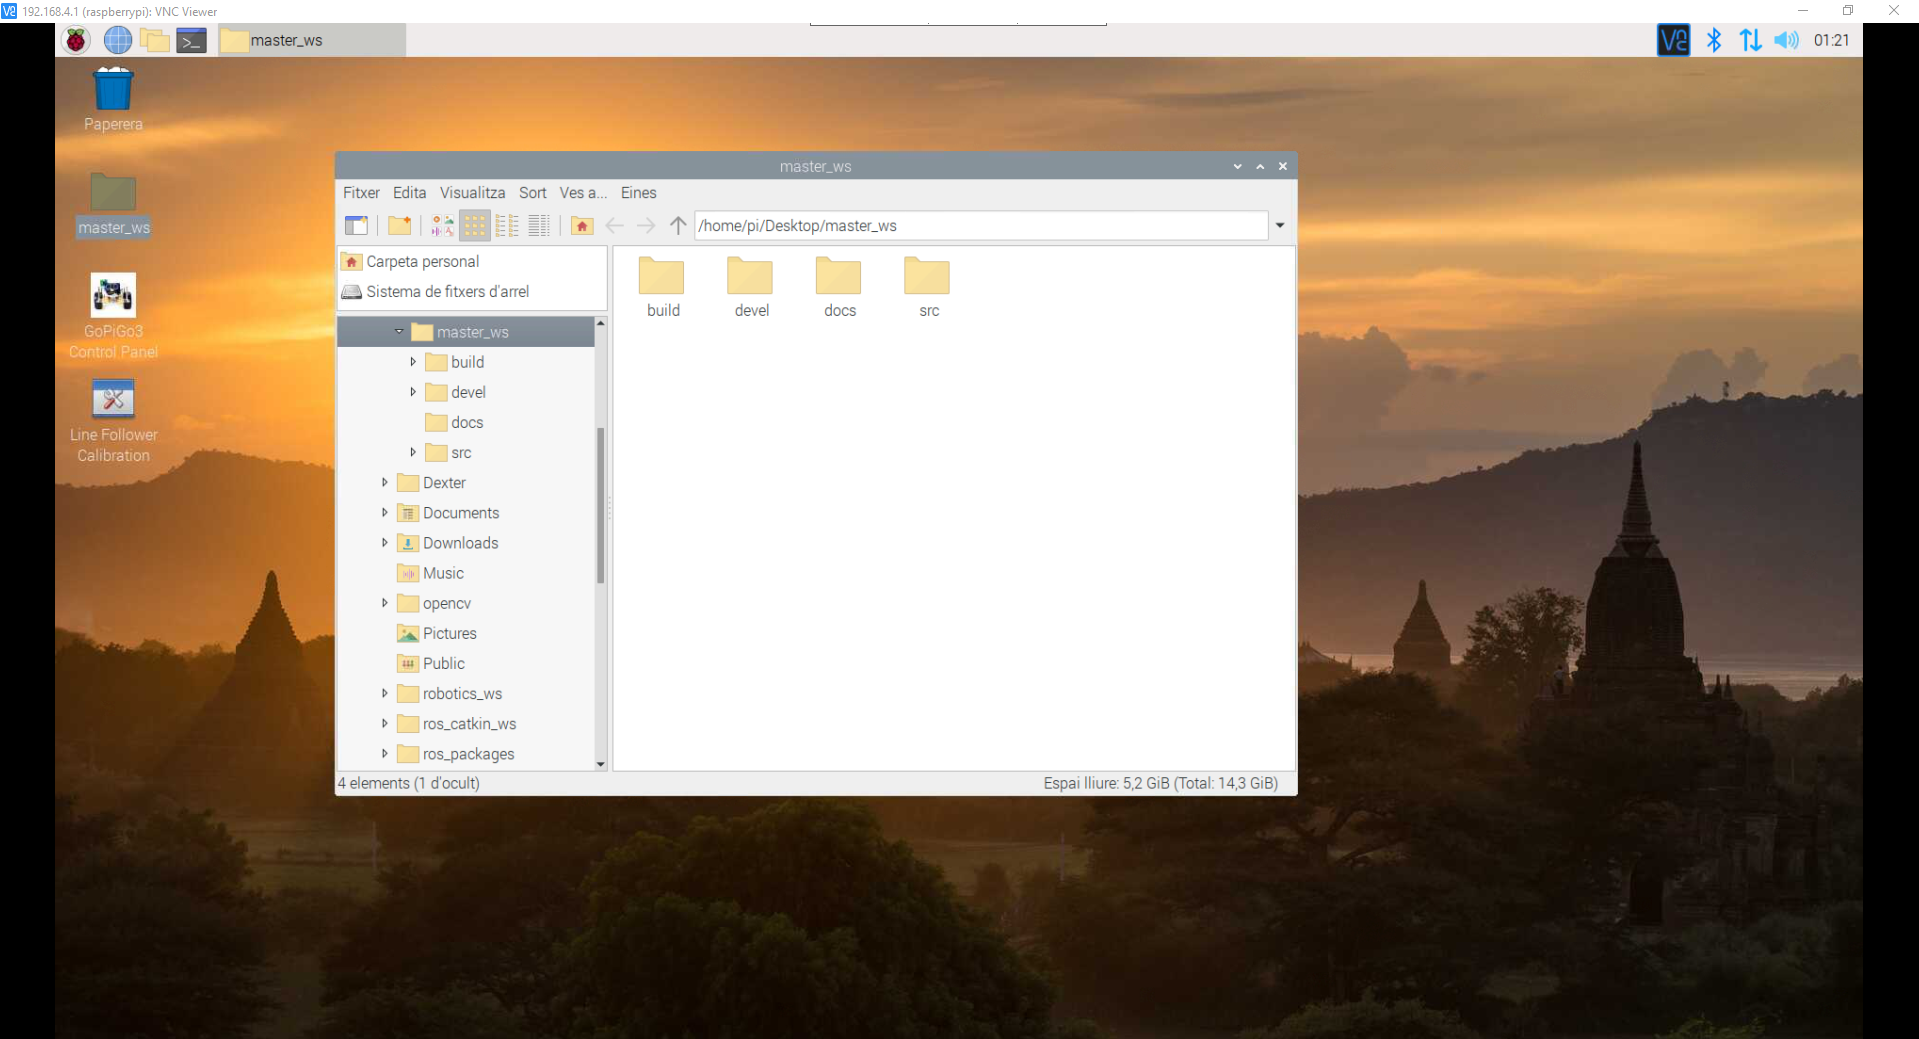 192.168.4.1 (raspberrypi): VNC Viewer
master_ws
01:21
Paperera
master_ws
GoPiGo3
Control Panel
Line Follower
Calibration
master_ws
Fitxer Edita Visualitza Sort Ves a... Eines
/home/pi/Desktop/master_ws
Carpeta personal
Sistema de fitxers d'arrel
master_ws
build
devel
docs
src
Dexter
Documents
Downloads
Music
opencv
Pictures
Public
robotics_ws
ros_catkin_ws
ros_packages
build devel docs src
4 elements (1 d'ocult)
Espai lliure: 5,2 GiB (Total: 14,3 GiB)